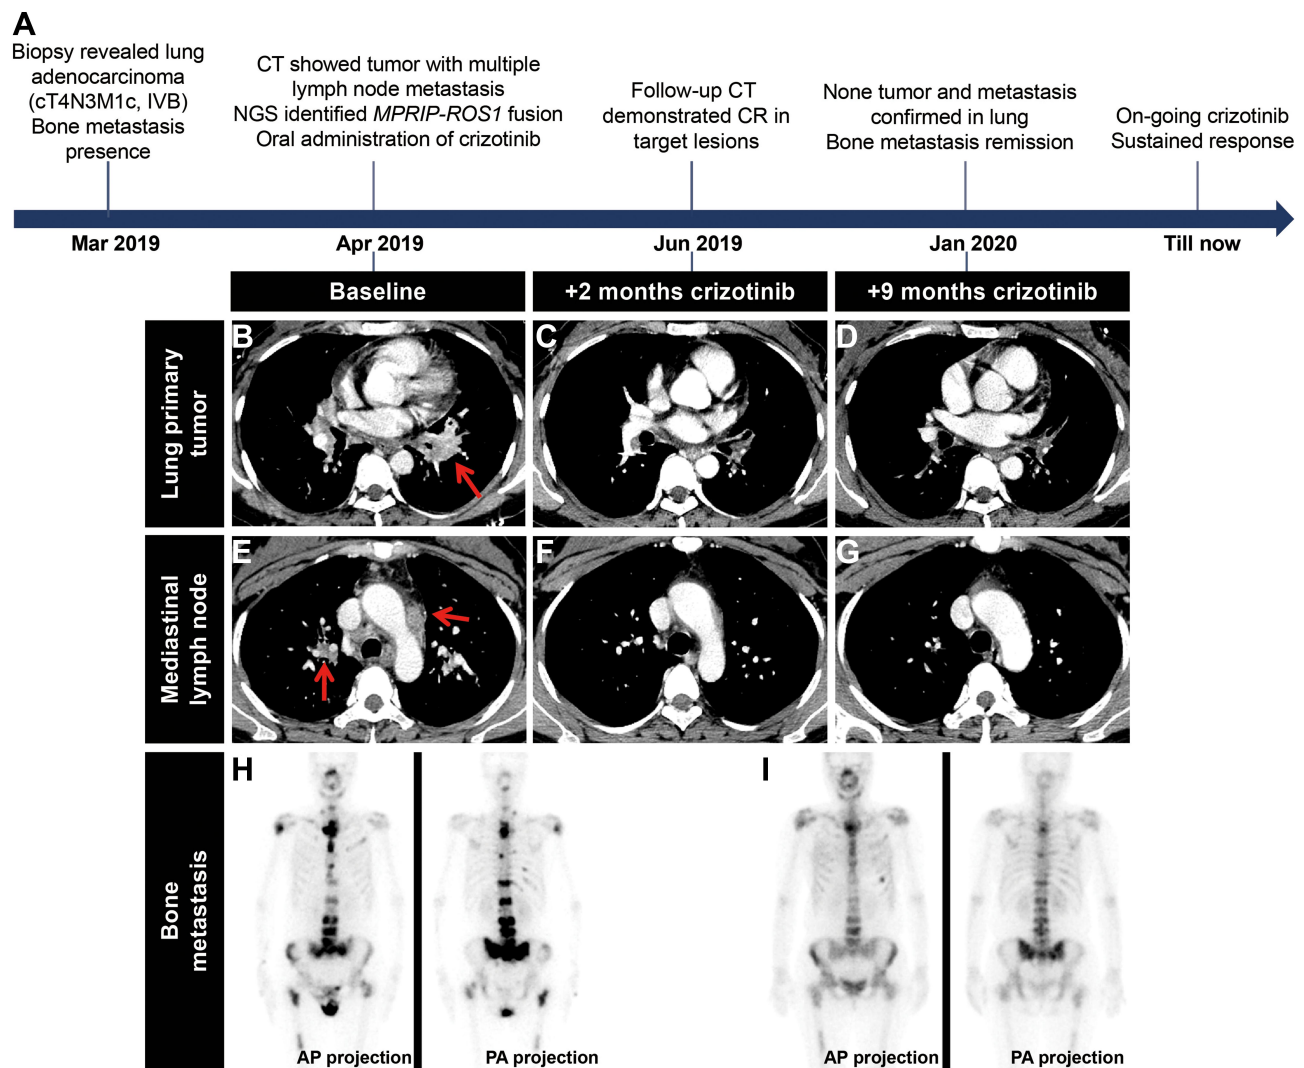 A
Biopsy revealed lung
adenocarcinoma
(cT4N3M1c, IVB)
Bone metastasis
presence
CT showed tumor with multiple
lymph node metastasis
NGS identified MPRIP-ROS1 fusion
Oral administration of crizotinib
Follow-up CT
demonstrated CR in
target lesions
None tumor and metastasis
confirmed in lung
Bone metastasis remission
On-going crizotinib
Sustained response
Mar 2019
Apr 2019
Jun 2019
Jan 2020
Till now
Baseline
+2 months crizotinib
+9 months crizotinib
Lung primary
tumor
B
C
D
Mediastinal
lymph node
E
F
G
Bone
metastasis
H
I
AP projection
PA projection
AP projection
PA projection